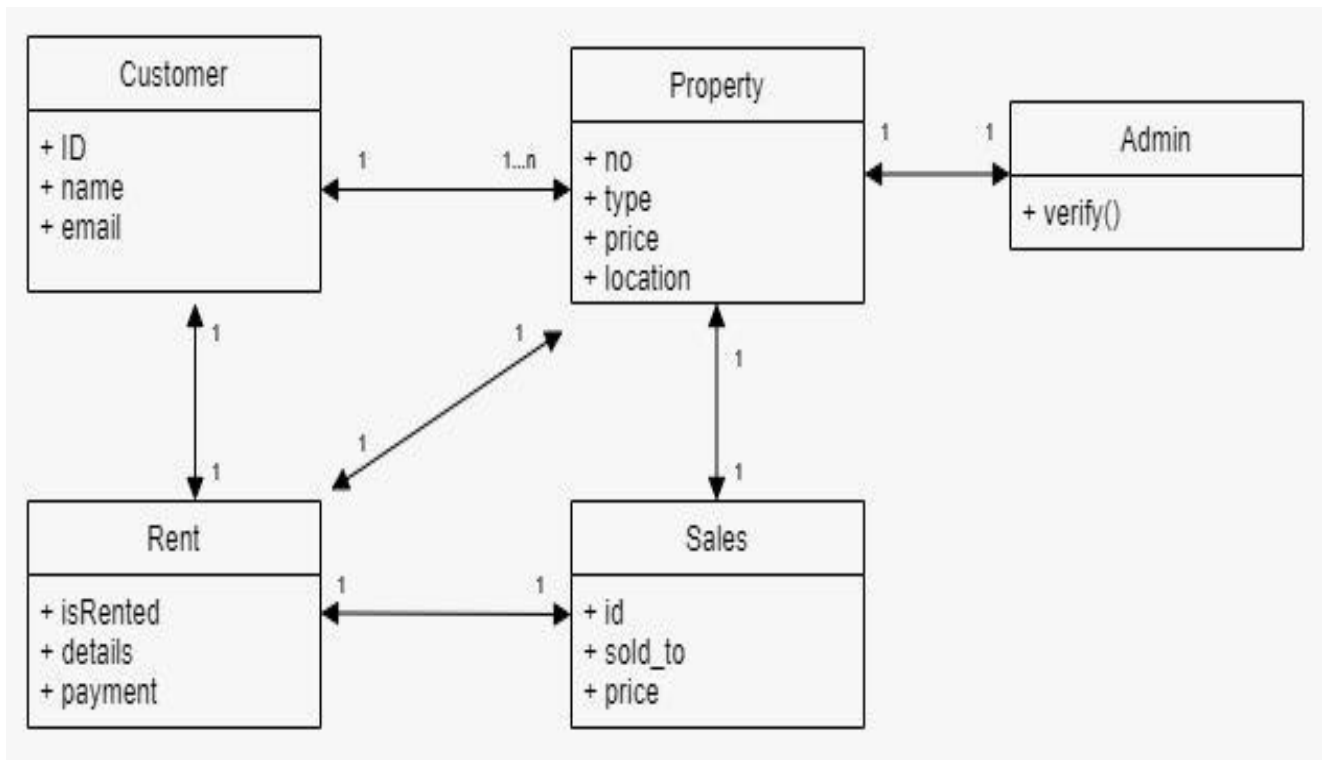 Customer
+ ID
+ name
+ email
1
1...n
Property
+ no
+ type
+ price
+ location
1
1
Admin
+ verify()
1
1
1
1
1
1
Rent
+ isRented
+ details
+ payment
1
1
Sales
+ id
+ sold_to
+ price